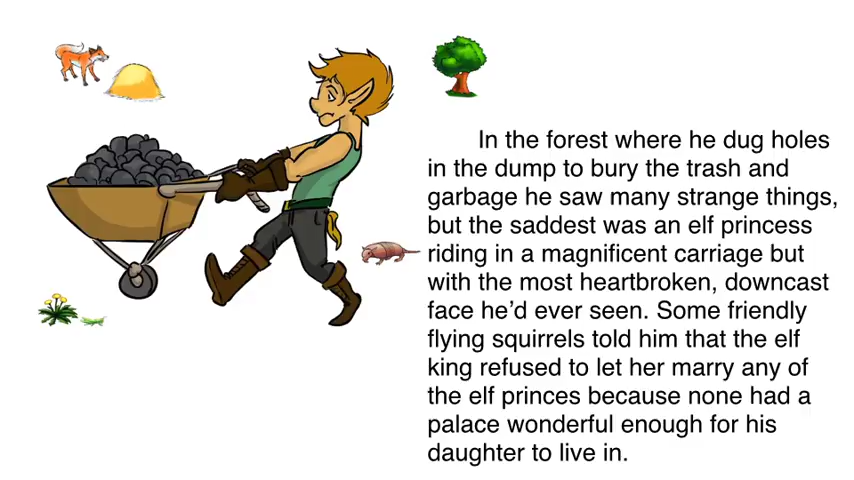 In the forest where he dug holes
in the dump to bury the trash and
garbage he saw many strange things,
but the saddest was an elf princess
riding in a magnificent carriage but
with the most heartbroken, downcast
face he’d ever seen. Some friendly
flying squirrels told him that the elf
king refused to let her marry any of
the elf princes because none had a
palace wonderful enough for his
daughter to live in.